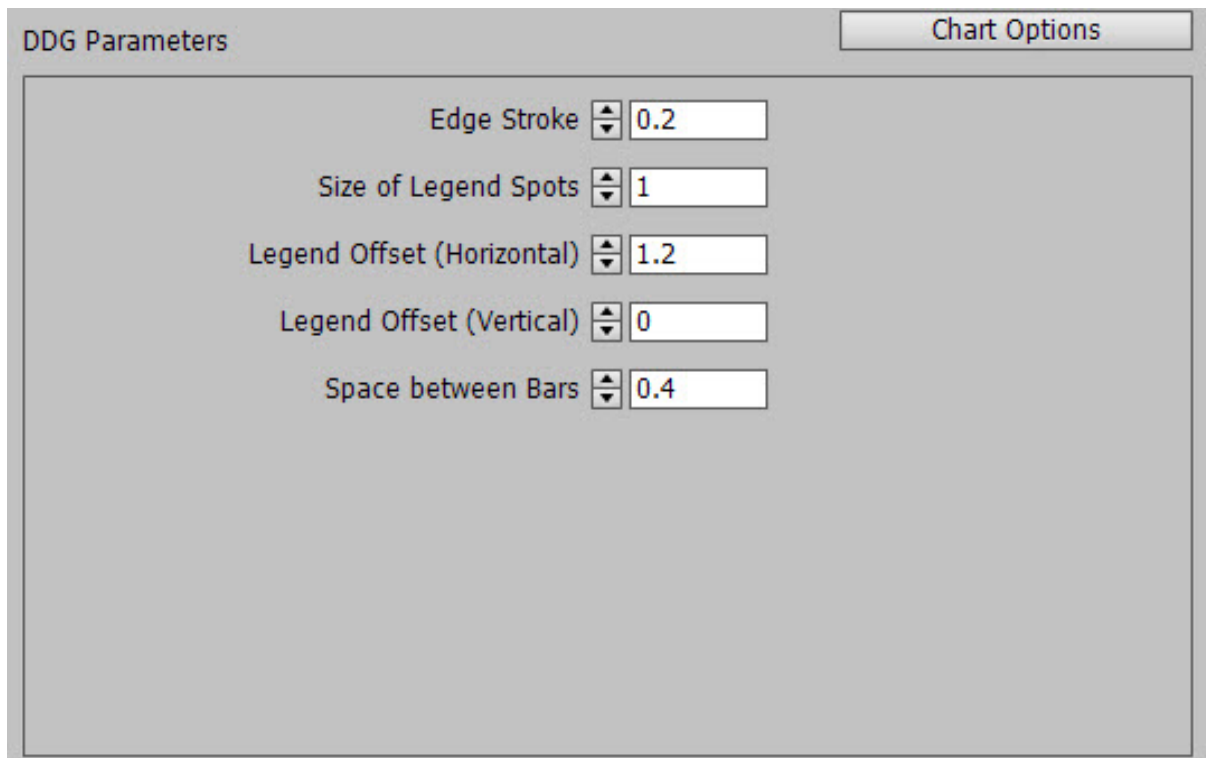 DDG Parameters
Chart Options
Edge Stroke 0.2
Size of Legend Spots 1
Legend Offset (Horizontal) 1.2
Legend Offset (Vertical) 0
Space between Bars 0.4